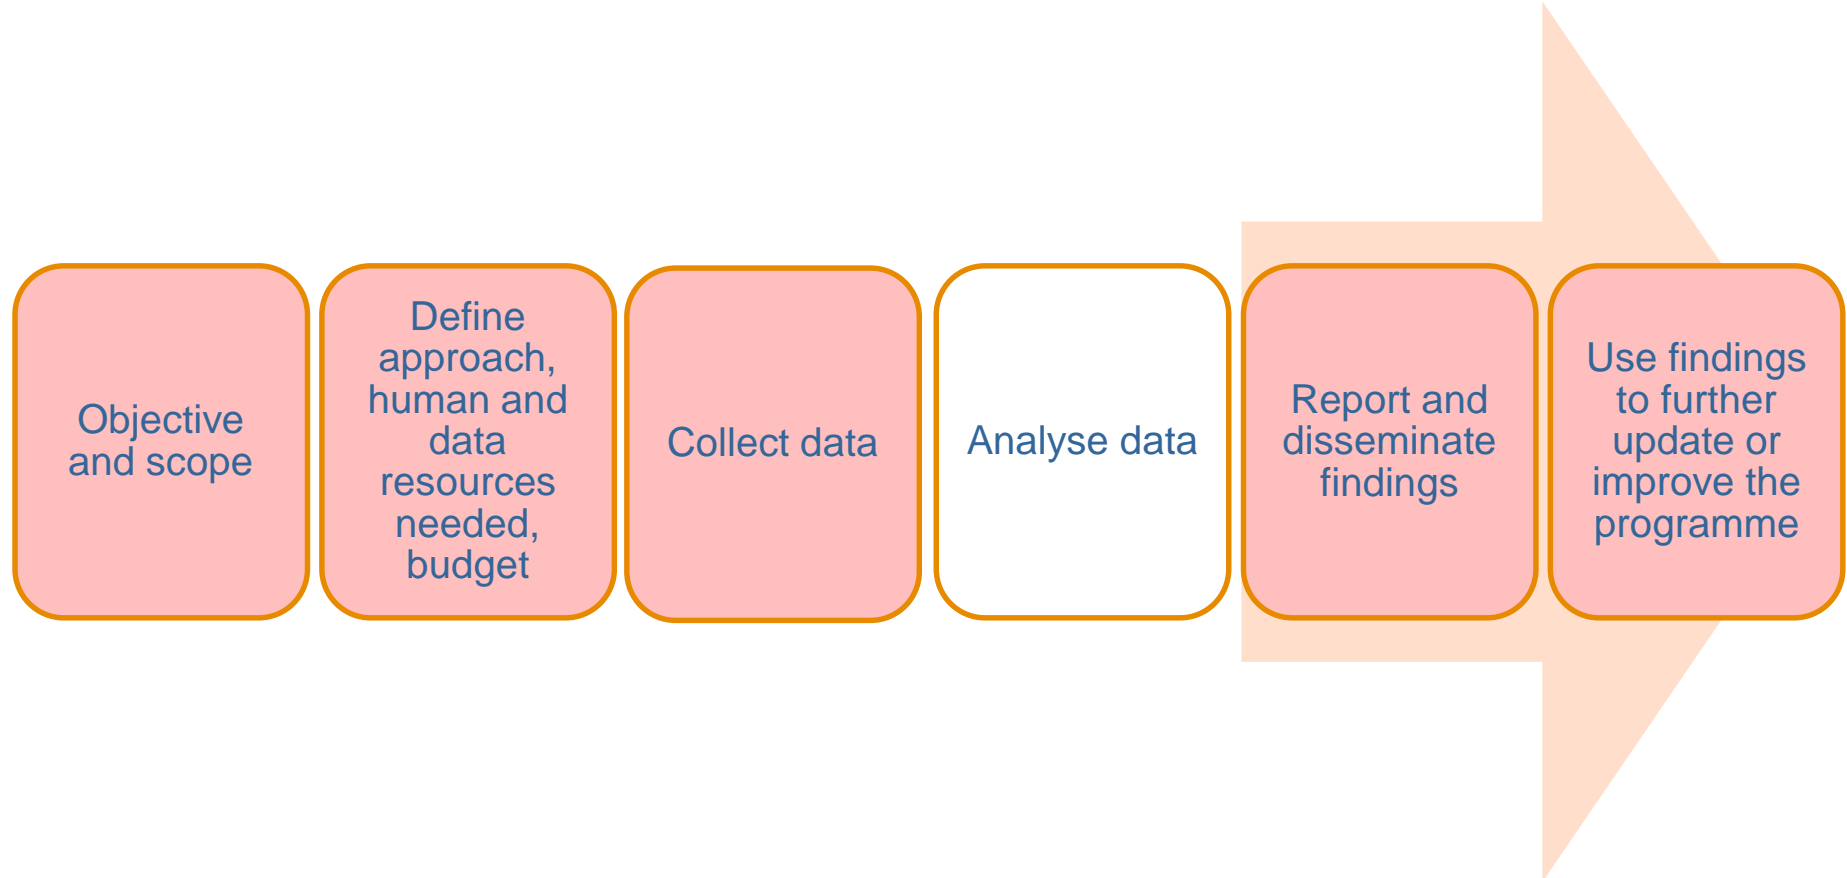 Objective
and scope
Define
approach,
human and
data
resources
needed,
budget
Collect data
Analyse data
Report and
disseminate
findings
Use findings
to further
update or
improve the
programme